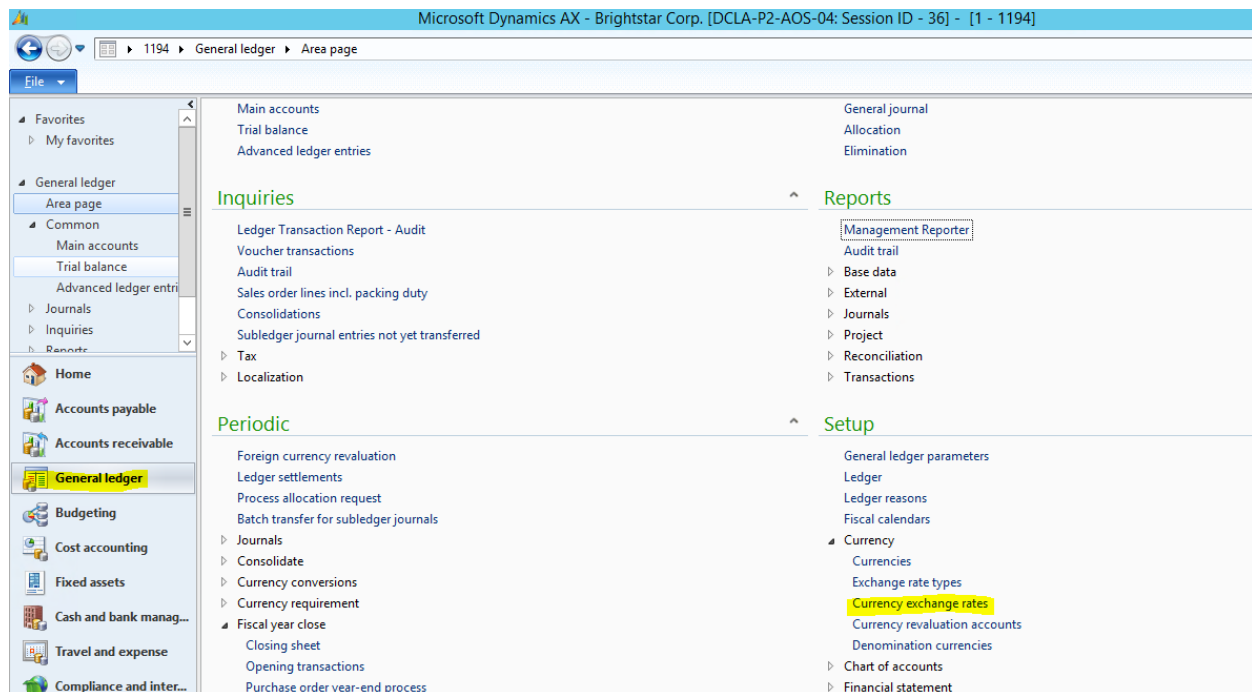 Microsoft Dynamics AX - Brightstar Corp. [DCLA-P2-AOS-04: Session ID - 36] - [1 - 1194]
1194 General ledger Area page
File
Favorites
My favorites
General ledger
Area page
Common
Main accounts
Trial balance
Advanced ledger entri
Journals
Inquiries
Reports
Home
Accounts payable
Accounts receivable
General ledger
Budgeting
Cost accounting
Fixed assets
Cash and bank manag...
Travel and expense
Compliance and inter...
Main accounts
Trial balance
Advanced ledger entries
Inquiries
Ledger Transaction Report - Audit
Voucher transactions
Audit trail
Sales order lines incl. packing duty
Consolidations
Subledger journal entries not yet transferred
Tax
Localization
Periodic
Foreign currency revaluation
Ledger settlements
Process allocation request
Batch transfer for subledger journals
Journals
Consolidate
Currency conversions
Currency requirement
Fiscal year close
Closing sheet
Opening transactions
Purchase order year-end process
General journal
Allocation
Elimination
Reports
Management Reporter
Audit trail
Base data
External
Journals
Project
Reconciliation
Transactions
Setup
General ledger parameters
Ledger
Ledger reasons
Fiscal calendars
Currency
Currencies
Exchange rate types
Currency exchange rates
Currency revaluation accounts
Denomination currencies
Chart of accounts
Financial statement